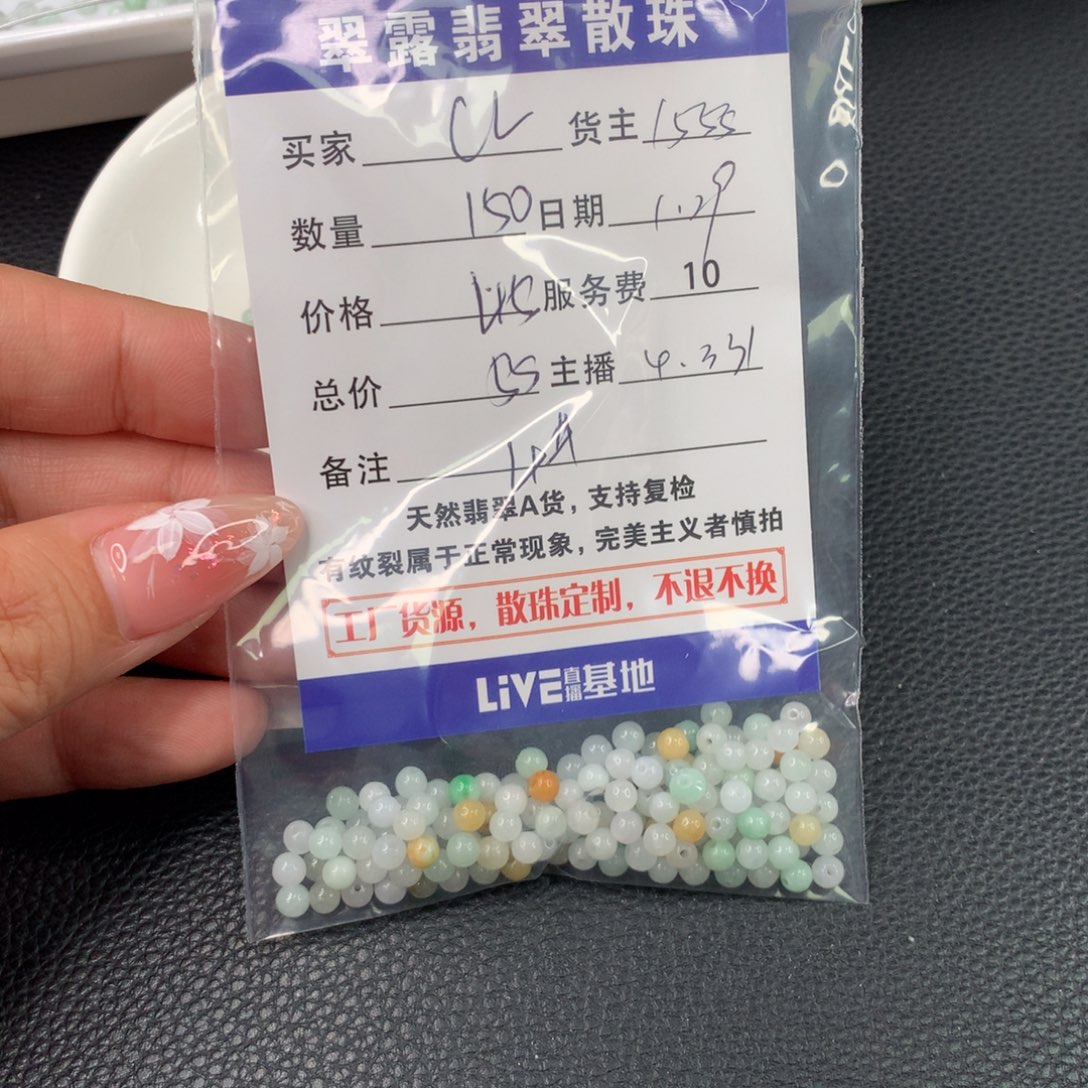 翠露翡翠散珠
买家 CL 货主 1555
数量 150 日期 1.29
价格 45 服务费 10
总价 55 主播 4.331
备注
天然翡翠A货，支持复检
有纹裂属于正常现象，完美主义者慎拍
工厂货源，散珠定制，不退不换
LiVE直播基地